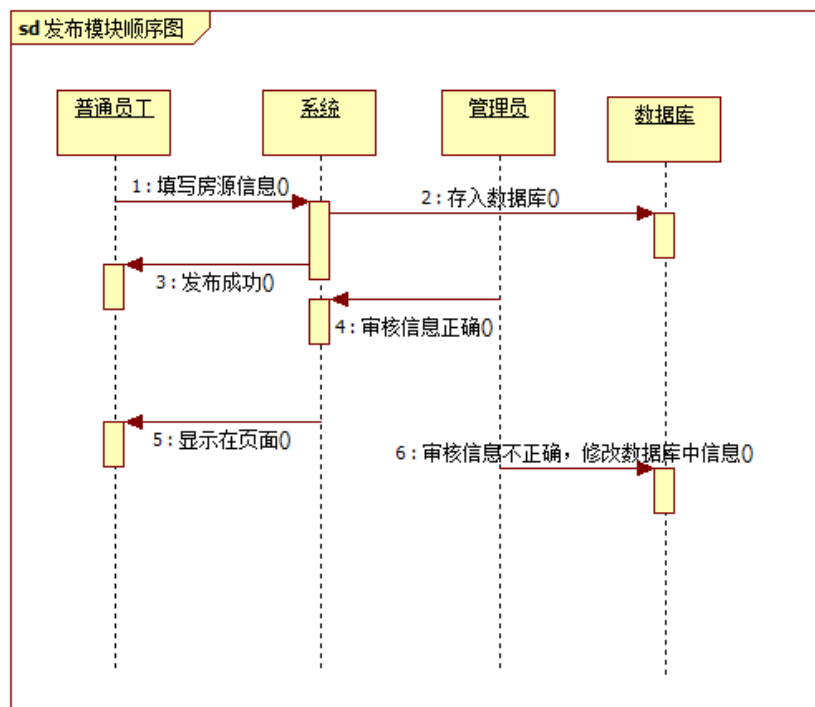 sd 发布模块顺序图
普通员工
系统
管理员
数据库
1 : 填写房源信息()
2 : 存入数据库()
3 : 发布成功()
4 : 审核信息正确()
5 : 显示在页面()
6 : 审核信息不正确，修改数据库中信息()